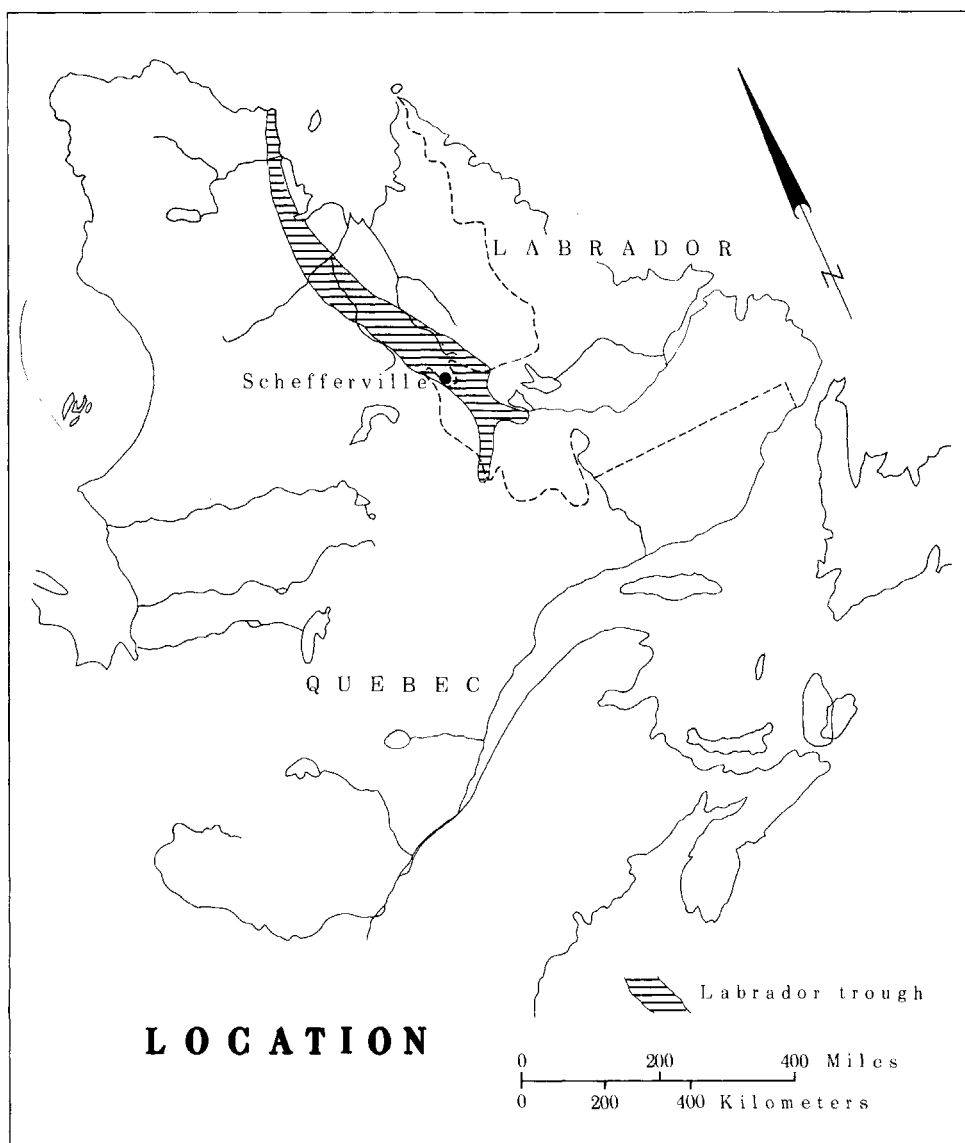 LABRADOR
Schefferville
QUEBEC
Labrador trough
LOCATION
0 200 400 Miles
0 200 400 Kilometers